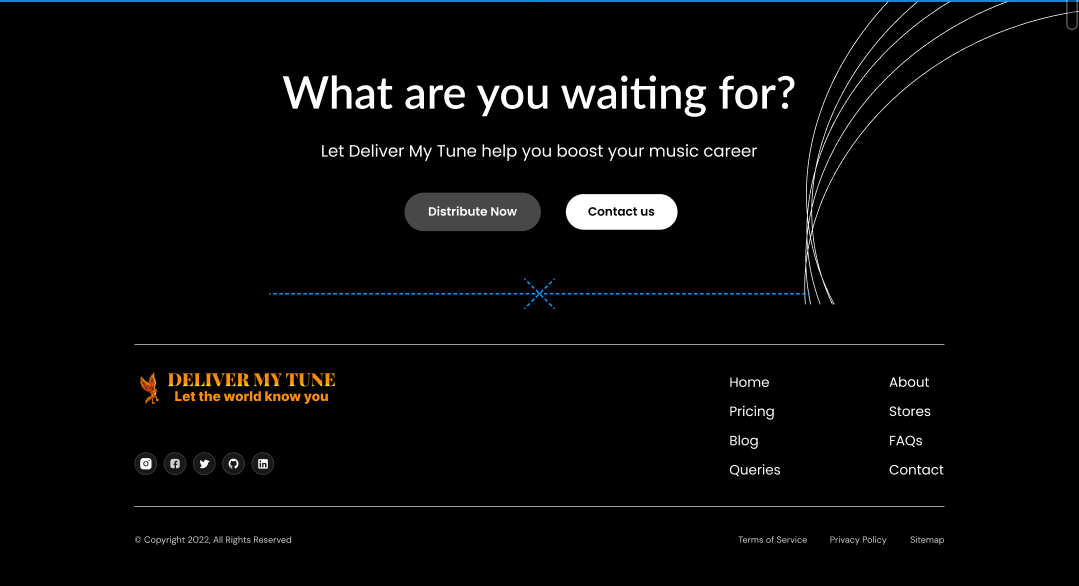 What are you waiting for?
Let Deliver My Tune help you boost your music career
Distribute Now
Contact us
DELIVER MY TUNE
Let the world know you
Home
About
Pricing
Stores
Blog
FAQs
Queries
Contact
© Copyright 2022, All Rights Reserved
Terms of Service
Privacy Policy
Sitemap